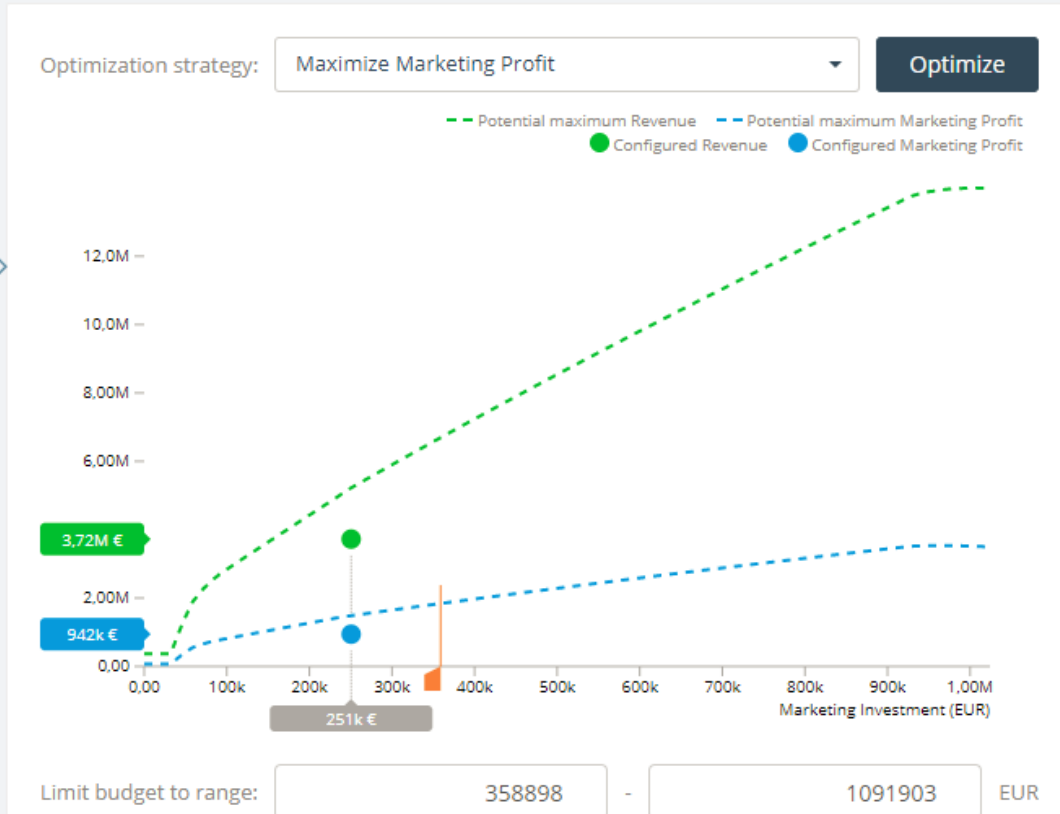 Optimization strategy: Maximize Marketing Profit Optimize
Potential maximum Revenue Potential maximum Marketing Profit
Configured Revenue Configured Marketing Profit
12,0M
10,0M
8,00M
6,00M
3,72M €
2,00M
942k €
0,00
0,00 100k 200k 300k 400k 500k 600k 700k 800k 900k 1,00M
Marketing Investment (EUR)
251k €
Limit budget to range: 358898 - 1091903 EUR